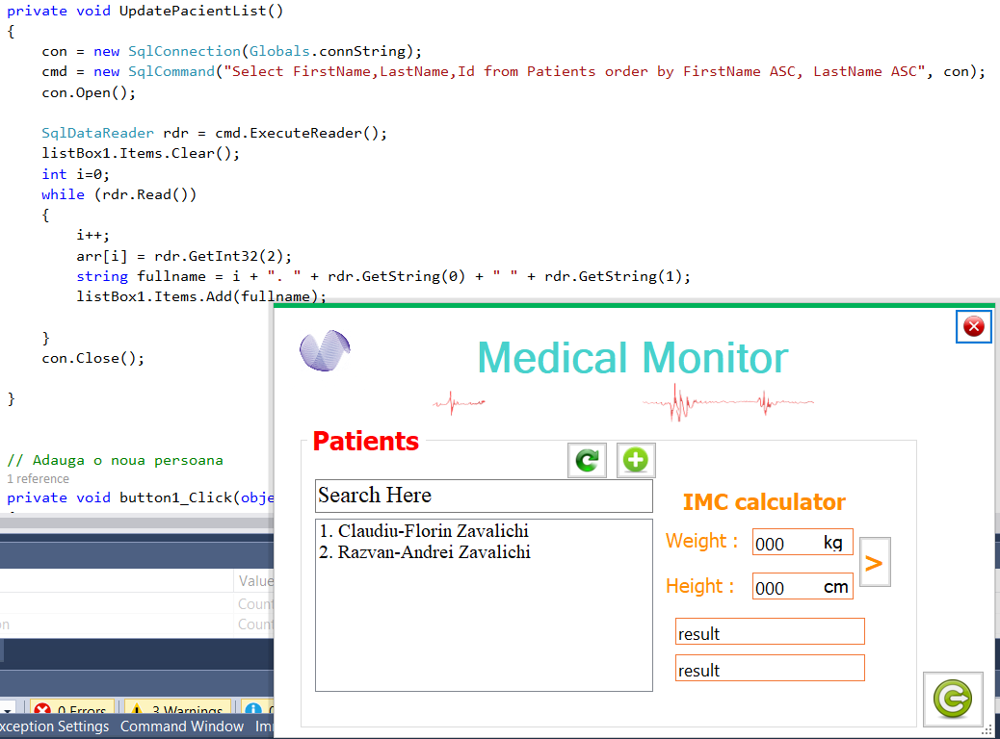 private void UpdatePacientList()
{
con = new SqlConnection(Globals.connString);
cmd = new SqlCommand("Select FirstName,LastName,Id from Patients order by FirstName ASC, LastName ASC", con);
con.Open();
SqlDataReader rdr = cmd.ExecuteReader();
listBox1.Items.Clear();
int i=0;
while (rdr.Read())
{
i++;
arr[i] = rdr.GetInt32(2);
string fullname = i + ". " + rdr.GetString(0) + " " + rdr.GetString(1);
listBox1.Items.Add(fullname);
}
con.Close();
}
// Adauga o noua persoana
1 reference
private void button1_Click(obje
Medical Monitor
Patients
Search Here
1. Claudiu-Florin Zavalichi
2. Razvan-Andrei Zavalichi
IMC calculator
Weight :
000 kg
>
Height :
000 cm
result
result
Value
Count
Count
0 Errors
3 Warnings
xception Settings Command Window